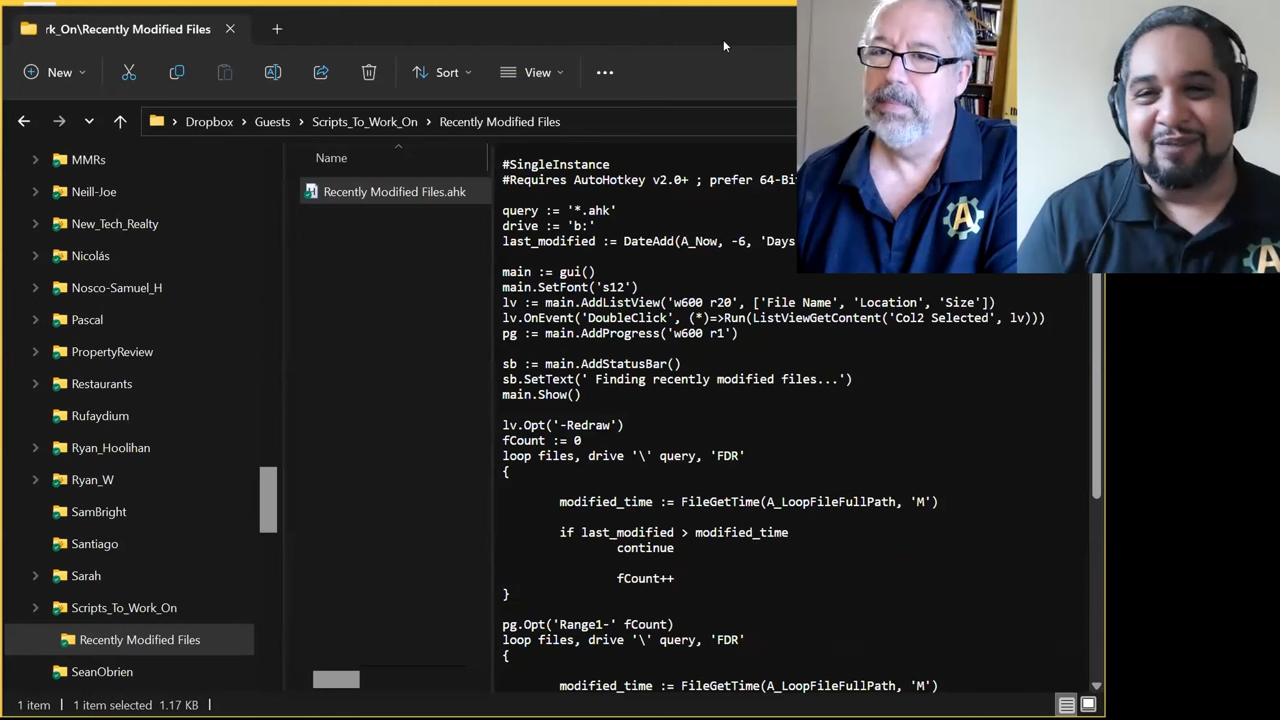 rk_On\Recently Modified Files
New
Sort
View
Dropbox > Guests > Scripts_To_Work_On > Recently Modified Files
MMRs
Neill-Joe
New_Tech_Realty
Nicolás
Nosco-Samuel_H
Pascal
PropertyReview
Restaurants
Rufaydium
Ryan_Hoolihan
Ryan_W
SamBright
Santiago
Sarah
Scripts_To_Work_On
Recently Modified Files
SeanObrien
Name
Recently Modified Files.ahk
#SingleInstance
#Requires AutoHotkey v2.0+ ; prefer 64-Bi
query := '*.ahk'
drive := 'b:'
last_modified := DateAdd(A_Now, -6, 'Days
main := gui()
main.SetFont('s12')
lv := main.AddListView('w600 r20', ['File Name', 'Location', 'Size'])
lv.OnEvent('DoubleClick', (*)=>Run(ListViewGetContent('Col2 Selected', lv)))
pg := main.AddProgress('w600 r1')
sb := main.AddStatusBar()
sb.SetText(' Finding recently modified files...')
main.Show()
lv.Opt('-Redraw')
fCount := 0
loop files, drive '\' query, 'FDR'
{
modified_time := FileGetTime(A_LoopFileFullPath, 'M')
if last_modified > modified_time
continue
fCount++
}
pg.Opt('Range1-' fCount)
loop files, drive '\' query, 'FDR'
{
modified_time := FileGetTime(A_LoopFileFullPath, 'M')
1 item
1 item selected 1.17 KB
A
A